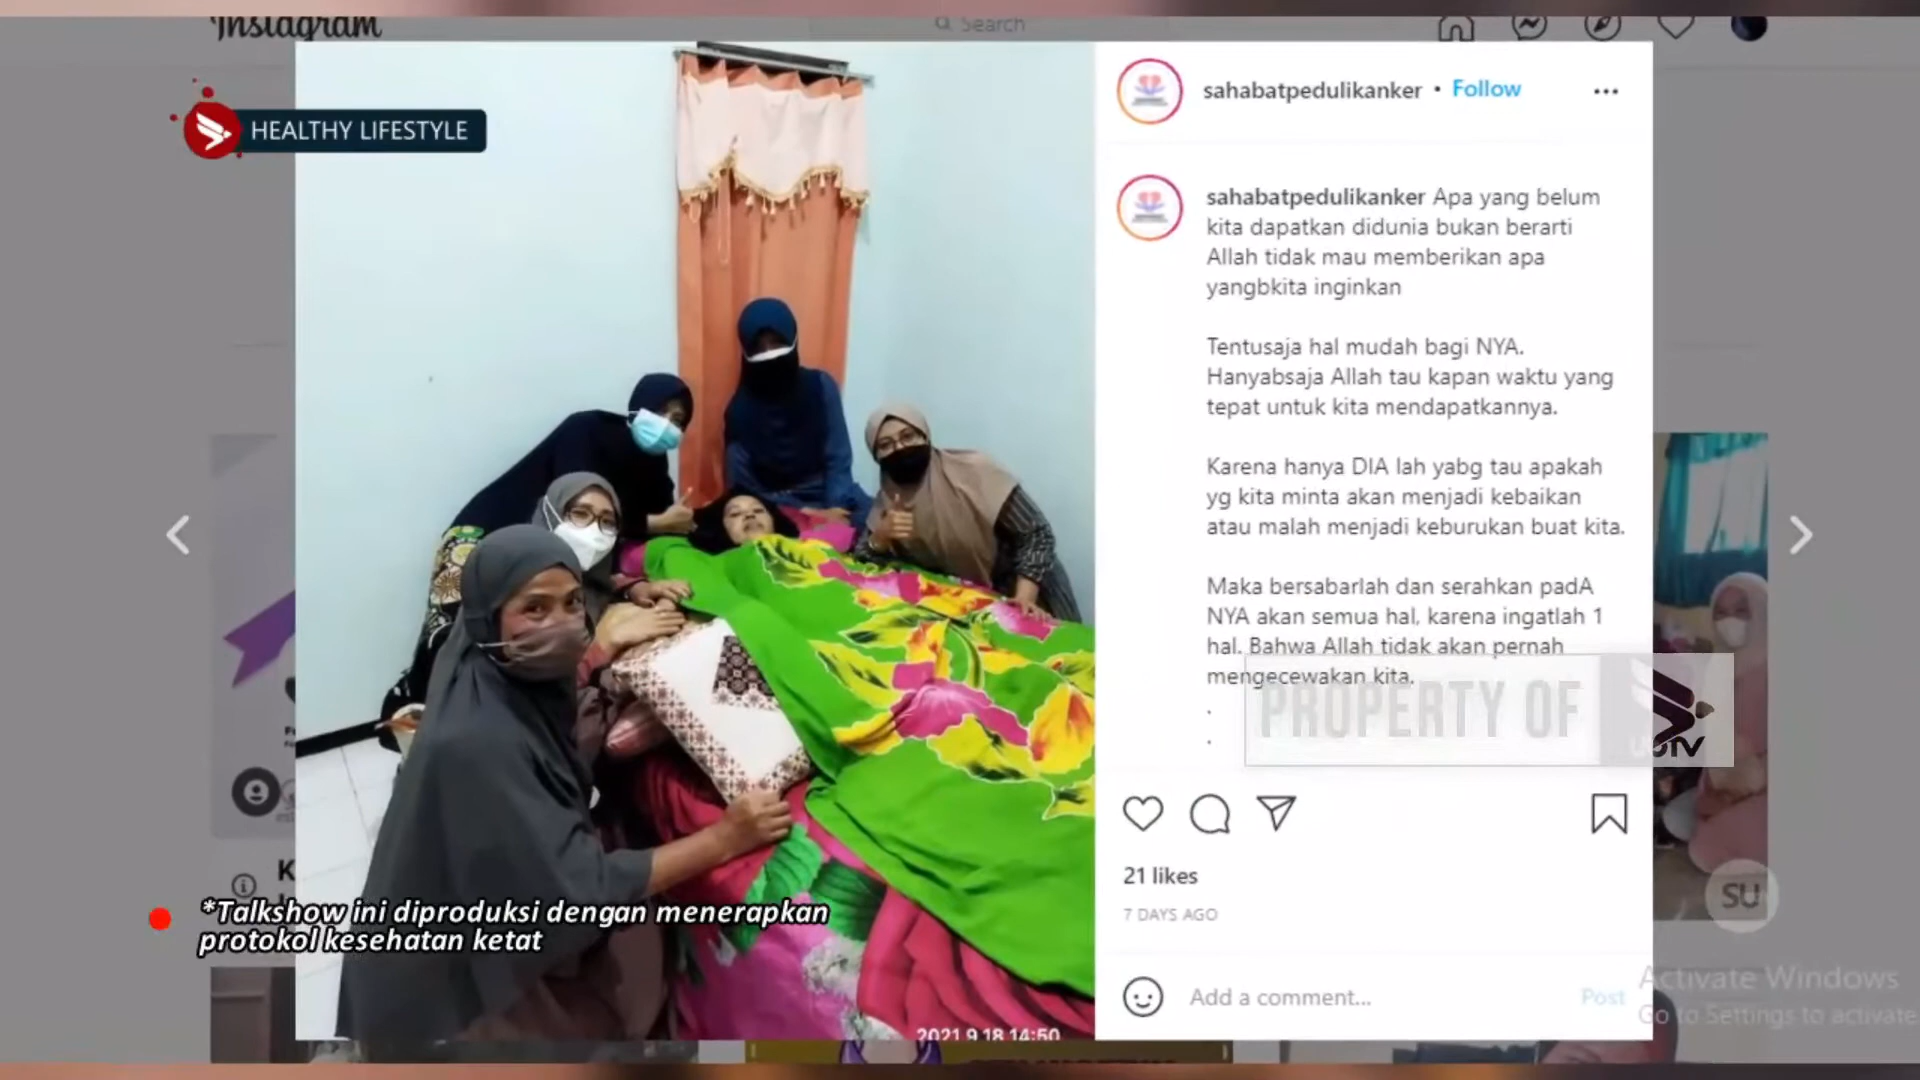 Instagram
Search
HEALTHY LIFESTYLE
sahabatpedulikanker • Follow
sahabatpedulikanker Apa yang belum
kita dapatkan didunia bukan berarti
Allah tidak mau memberikan apa
yangbkita inginkan
Tentusaja hal mudah bagi NYA.
Hanyabsaja Allah tau kapan waktu yang
tepat untuk kita mendapatkannya.
Karena hanya DIA lah yabg tau apakah
yg kita minta akan menjadi kebaikan
atau malah menjadi keburukan buat kita.
Maka bersabarlah dan serahkan padA
NYA akan semua hal, karena ingatlah 1
hal. Bahwa Allah tidak akan pernah
mengecewakan kita.
.
.
PROPERTY OF
21 likes
7 DAYS AGO
Add a comment...
Post
K
SU
*Talkshow ini diproduksi dengan menerapkan
protokol kesehatan ketat
2021 9 18 14:50
Activate Windows
Go to Settings to activate